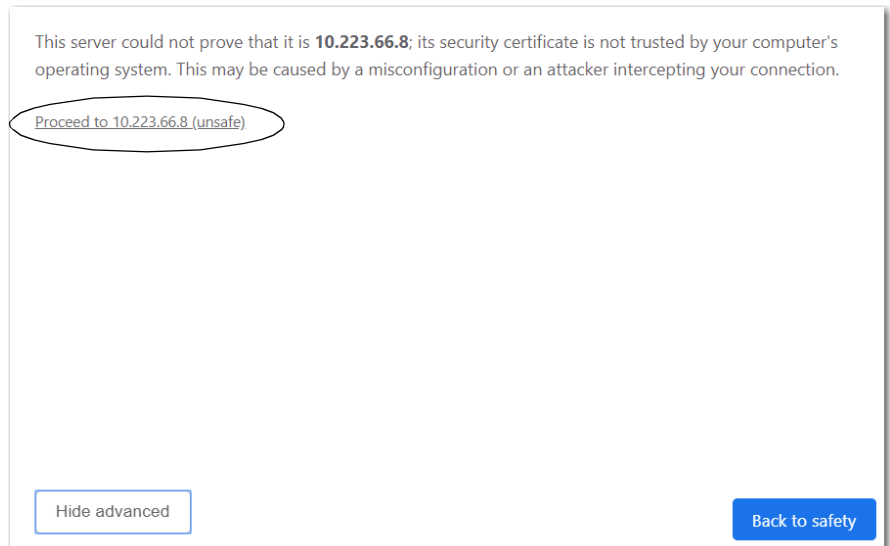 This server could not prove that it is 10.223.66.8; its security certificate is not trusted by your computer's
operating system. This may be caused by a misconfiguration or an attacker intercepting your connection.
Proceed to 10.223.66.8 (unsafe)
Hide advanced
Back to safety